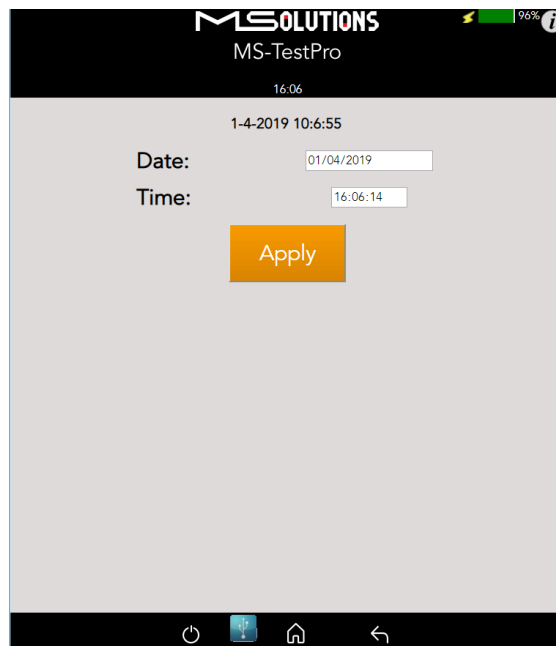 MSOLUTIONS
96%
i
MS-TestPro
16:06
1-4-2019 10:6:55
Date: 01/04/2019
Time: 16:06:14
Apply